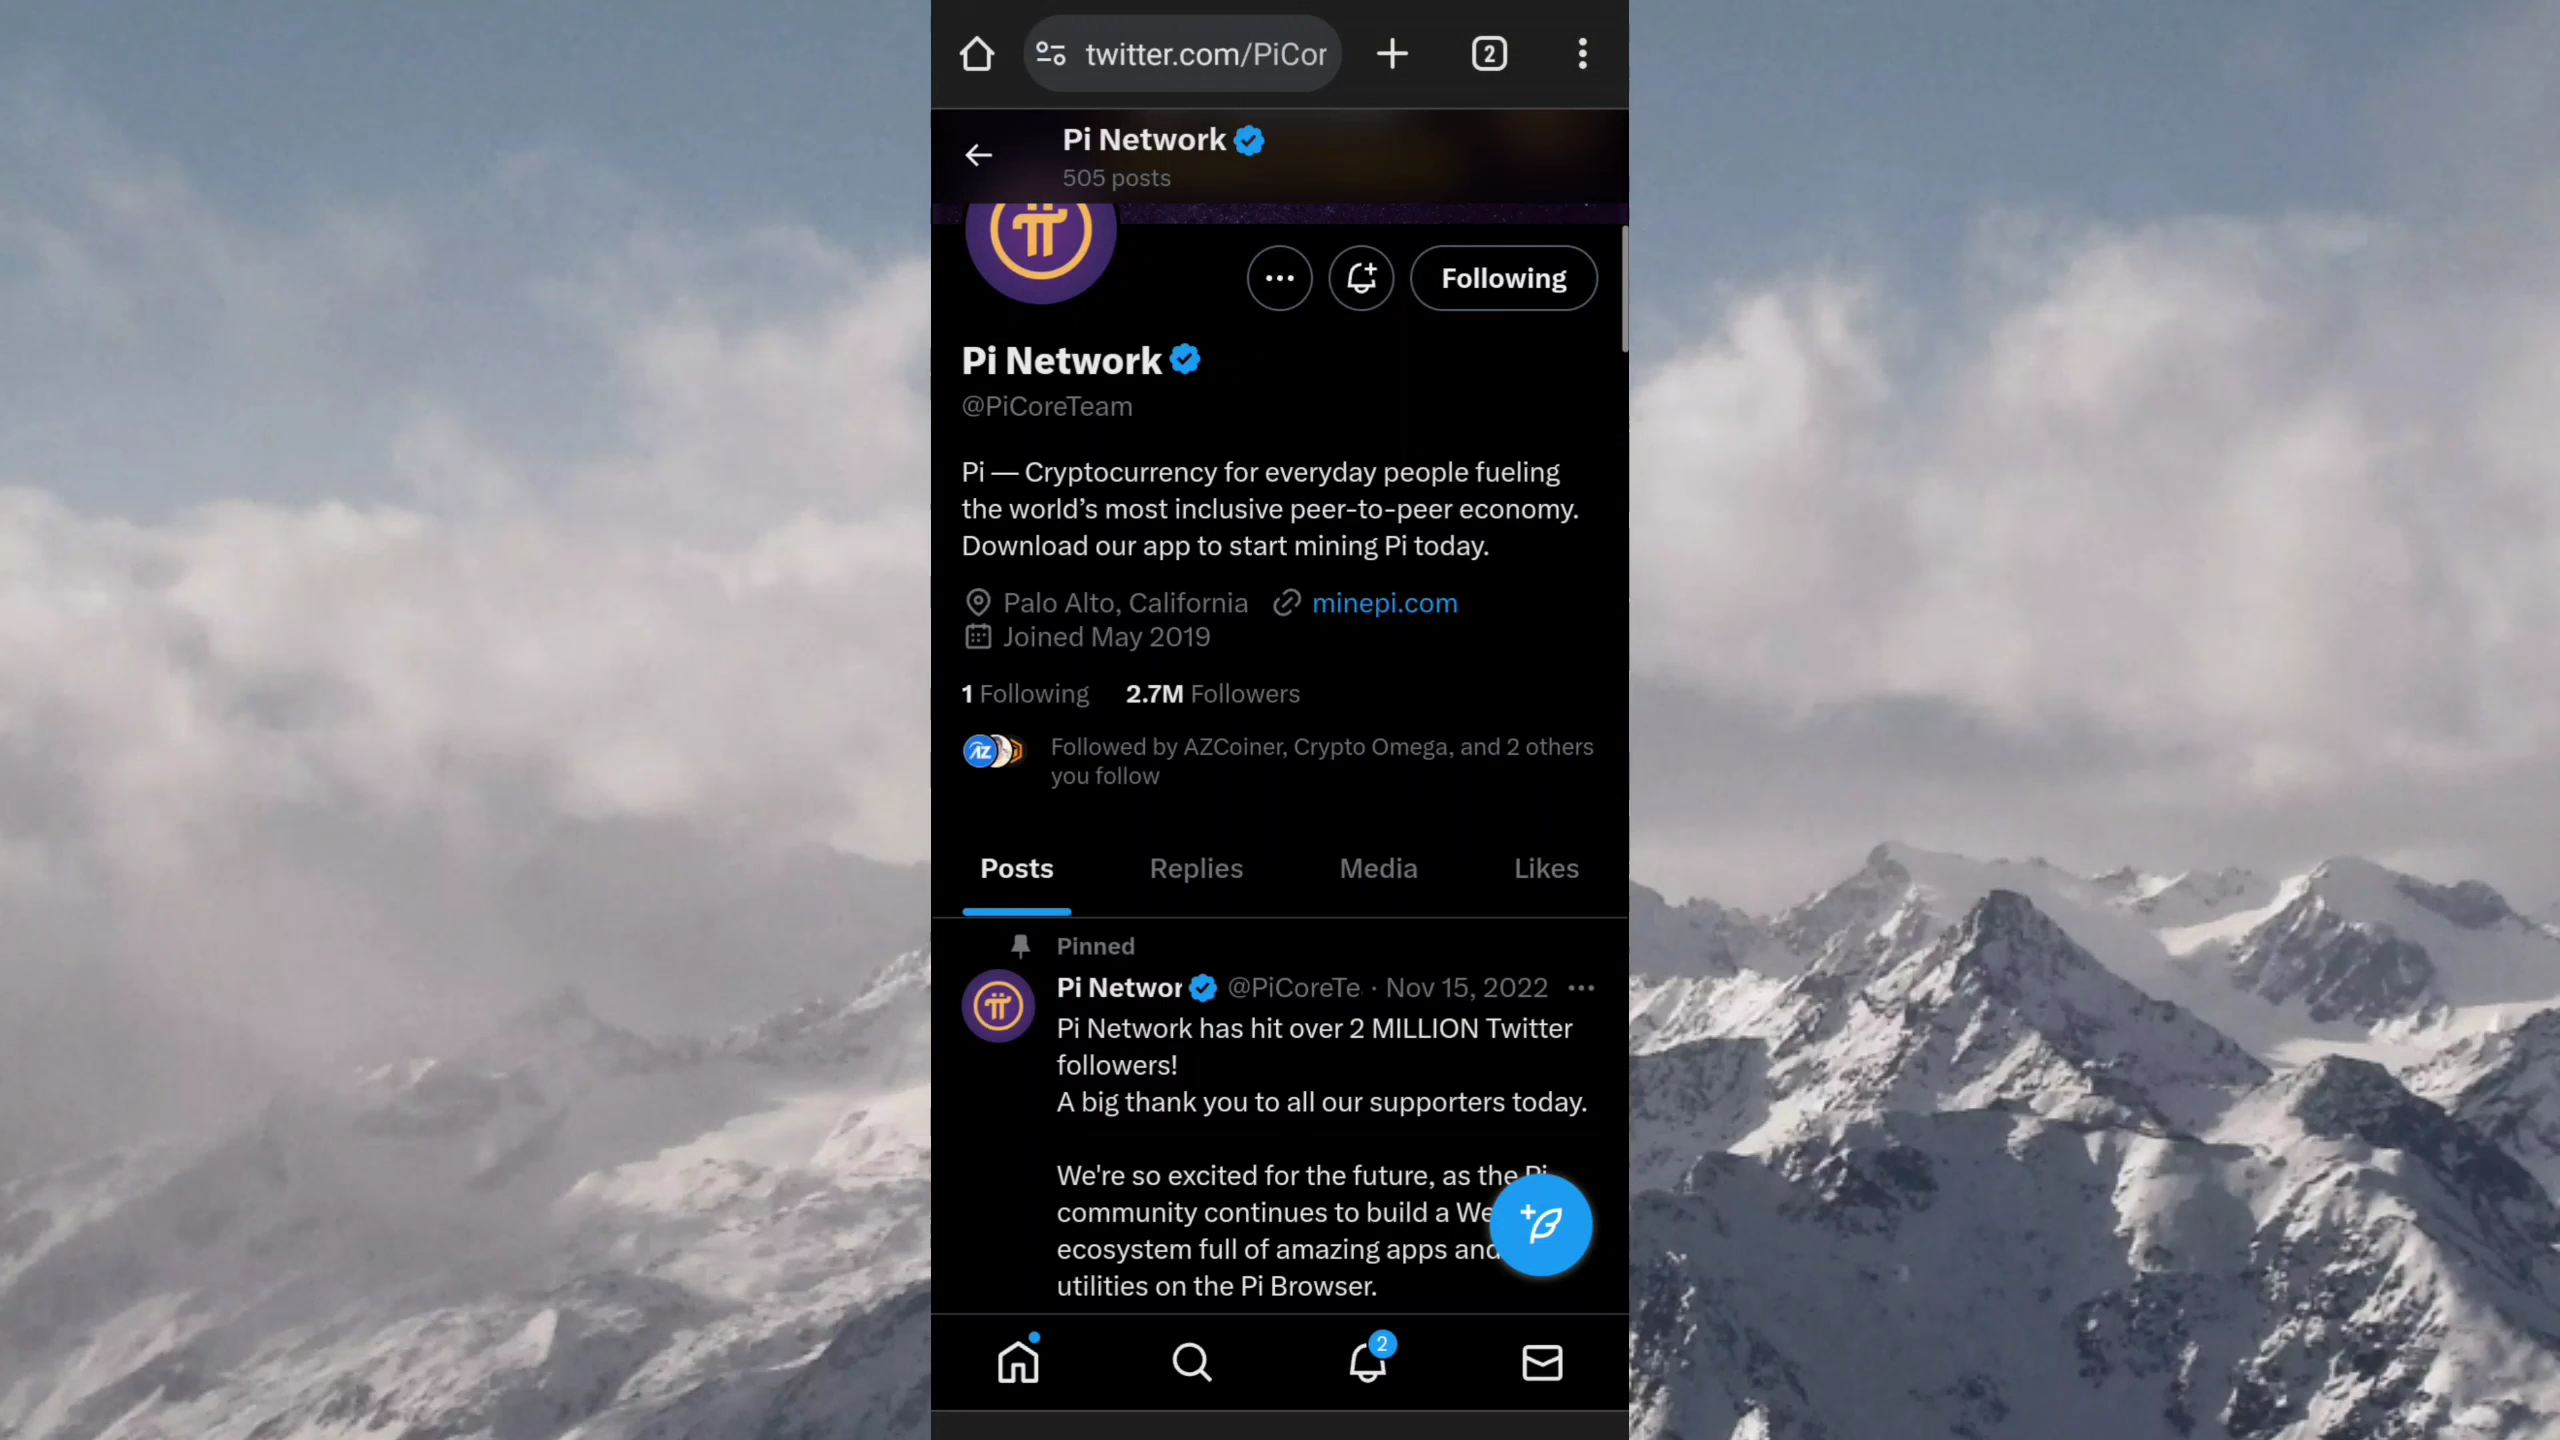 twitter.com/PiCor
2
Pi Network
505 posts
Following
Pi Network
@PiCoreTeam
Pi — Cryptocurrency for everyday people fueling
the world’s most inclusive peer-to-peer economy.
Download our app to start mining Pi today.
Palo Alto, California minepi.com
Joined May 2019
1 Following 2.7M Followers
AZ
Followed by AZCoiner, Crypto Omega, and 2 others
you follow
Posts Replies Media Likes
Pinned
Pi Networ @PiCoreTe · Nov 15, 2022
Pi Network has hit over 2 MILLION Twitter
followers!
A big thank you to all our supporters today.
We're so excited for the future, as the Pi
community continues to build a We
ecosystem full of amazing apps and
utilities on the Pi Browser.
2